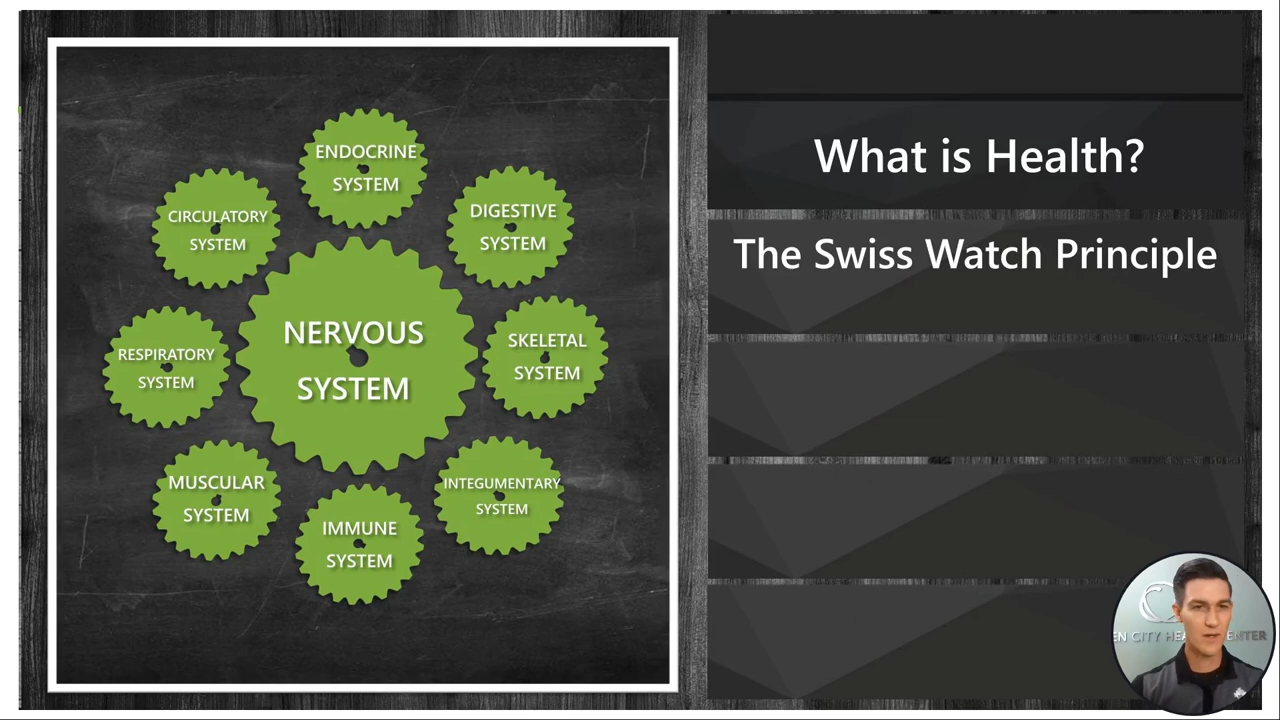 What is Health?
The Swiss Watch Principle
ENDOCRINE
SYSTEM
CIRCULATORY
SYSTEM
DIGESTIVE
SYSTEM
NERVOUS
SYSTEM
SKELETAL
SYSTEM
RESPIRATORY
SYSTEM
MUSCULAR
SYSTEM
INTEGUMENTARY
SYSTEM
IMMUNE
SYSTEM
CITY